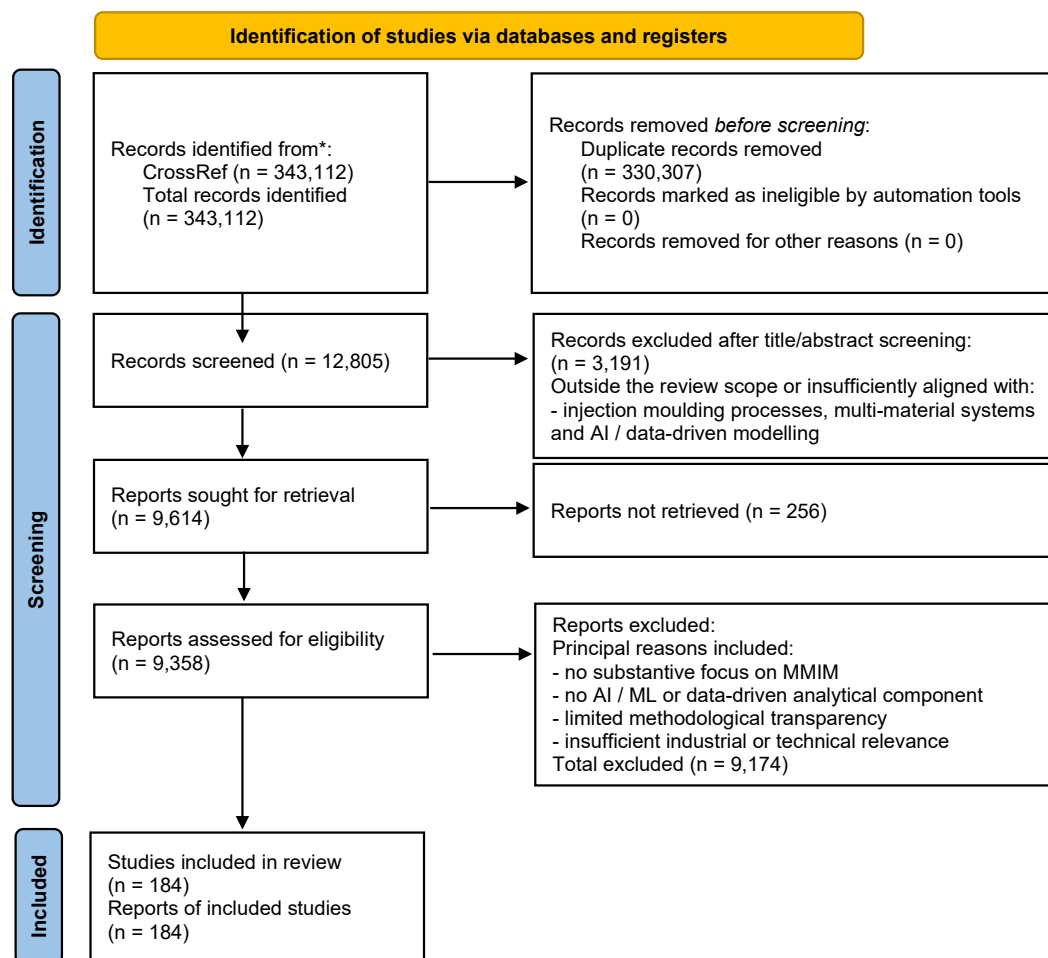 Identification of studies via databases and registers
Identification
Records identified from*:
CrossRef (n = 343,112)
Total records identified
(n = 343,112)
Records removed before screening:
Duplicate records removed
(n = 330,307)
Records marked as ineligible by automation tools
(n = 0)
Records removed for other reasons (n = 0)
Screening
Records screened (n = 12,805)
Records excluded after title/abstract screening:
(n = 3,191)
Outside the review scope or insufficiently aligned with:
- injection moulding processes, multi-material systems
and AI / data-driven modelling
Reports sought for retrieval
(n = 9,614)
Reports not retrieved (n = 256)
Reports assessed for eligibility
(n = 9,358)
Reports excluded:
Principal reasons included:
- no substantive focus on MMIM
- no AI / ML or data-driven analytical component
- limited methodological transparency
- insufficient industrial or technical relevance
Total excluded (n = 9,174)
Included
Studies included in review
(n = 184)
Reports of included studies
(n = 184)